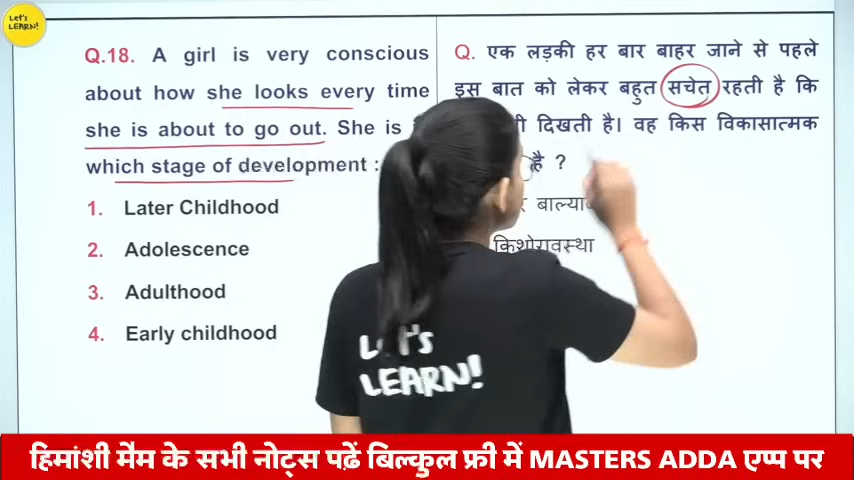 Let's
LEARN!
Q.18. A girl is very conscious
about how she looks every time
she is about to go out. She is
which stage of development :
1. Later Childhood
2. Adolescence
3. Adulthood
4. Early childhood
Q. एक लड़की हर बार बाहर जाने से पहले
इस बात को लेकर बहुत सचेत रहती है कि
दिखती है। वह किस विकासात्मक
है ?
किशोरावस्था
Let's
LEARN!
हिमांशी मैम के सभी नोट्स पढ़ें बिल्कुल फ्री में MASTERS ADDA एप्प पर